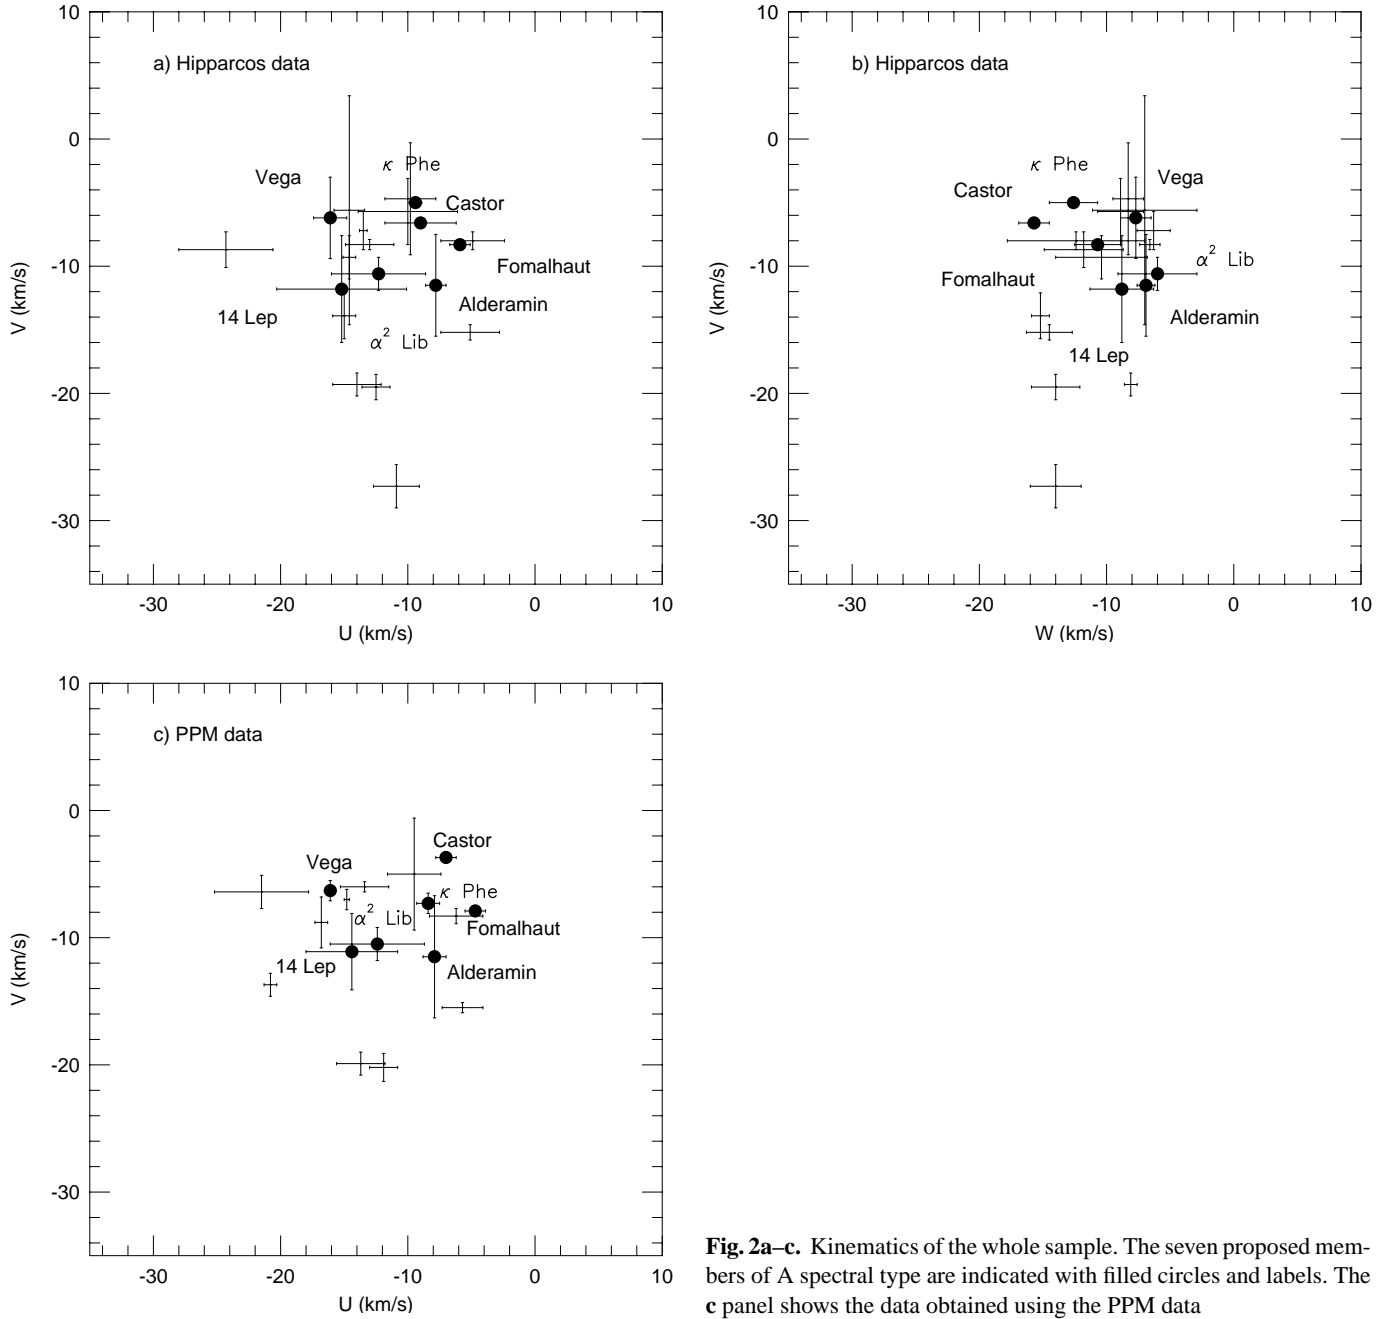 10
0
-10
-20
-30
V (km/s)
a) Hipparcos data
Vega
κ Phe
Castor
Fomalhaut
Alderamin
14 Lep
α² Lib
-30 -20 -10 0 10
U (km/s)
10
0
-10
-20
-30
V (km/s)
b) Hipparcos data
κ Phe
Castor
Vega
α² Lib
Fomalhaut
Alderamin
14 Lep
-30 -20 -10 0 10
W (km/s)
10
0
-10
-20
-30
V (km/s)
c) PPM data
Castor
Vega
κ Phe
α² Lib
Fomalhaut
14 Lep
Alderamin
-30 -20 -10 0 10
U (km/s)
Fig. 2a–c. Kinematics of the whole sample. The seven proposed mem-
bers of A spectral type are indicated with filled circles and labels. The
c panel shows the data obtained using the PPM data